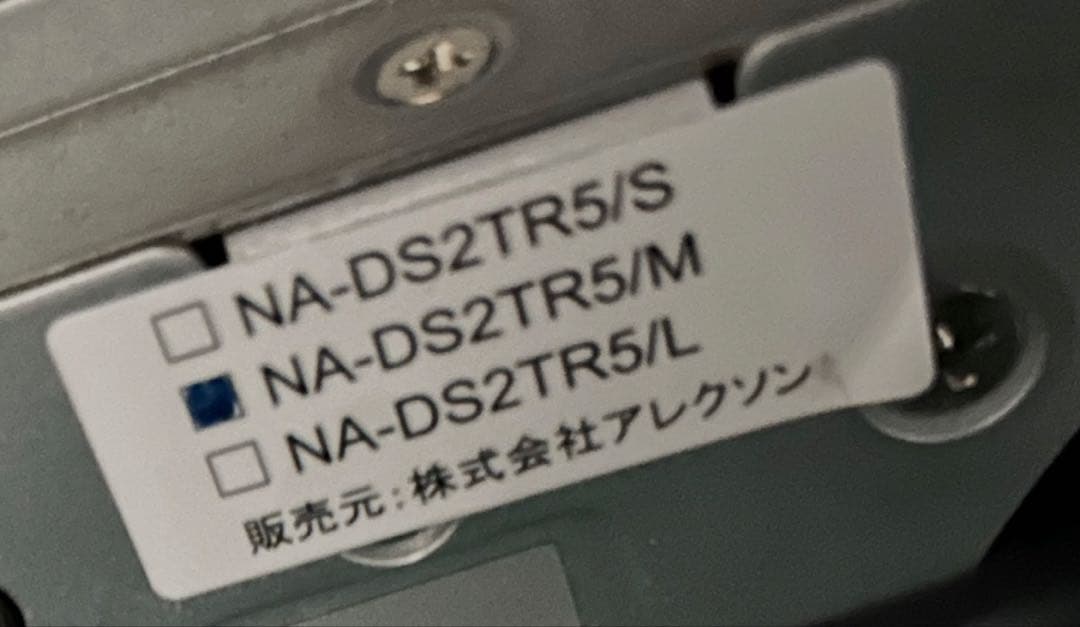 □ NA-DS2TR5/S
■ NA-DS2TR5/M
□ NA-DS2TR5/L
販売元:株式会社アレクソン